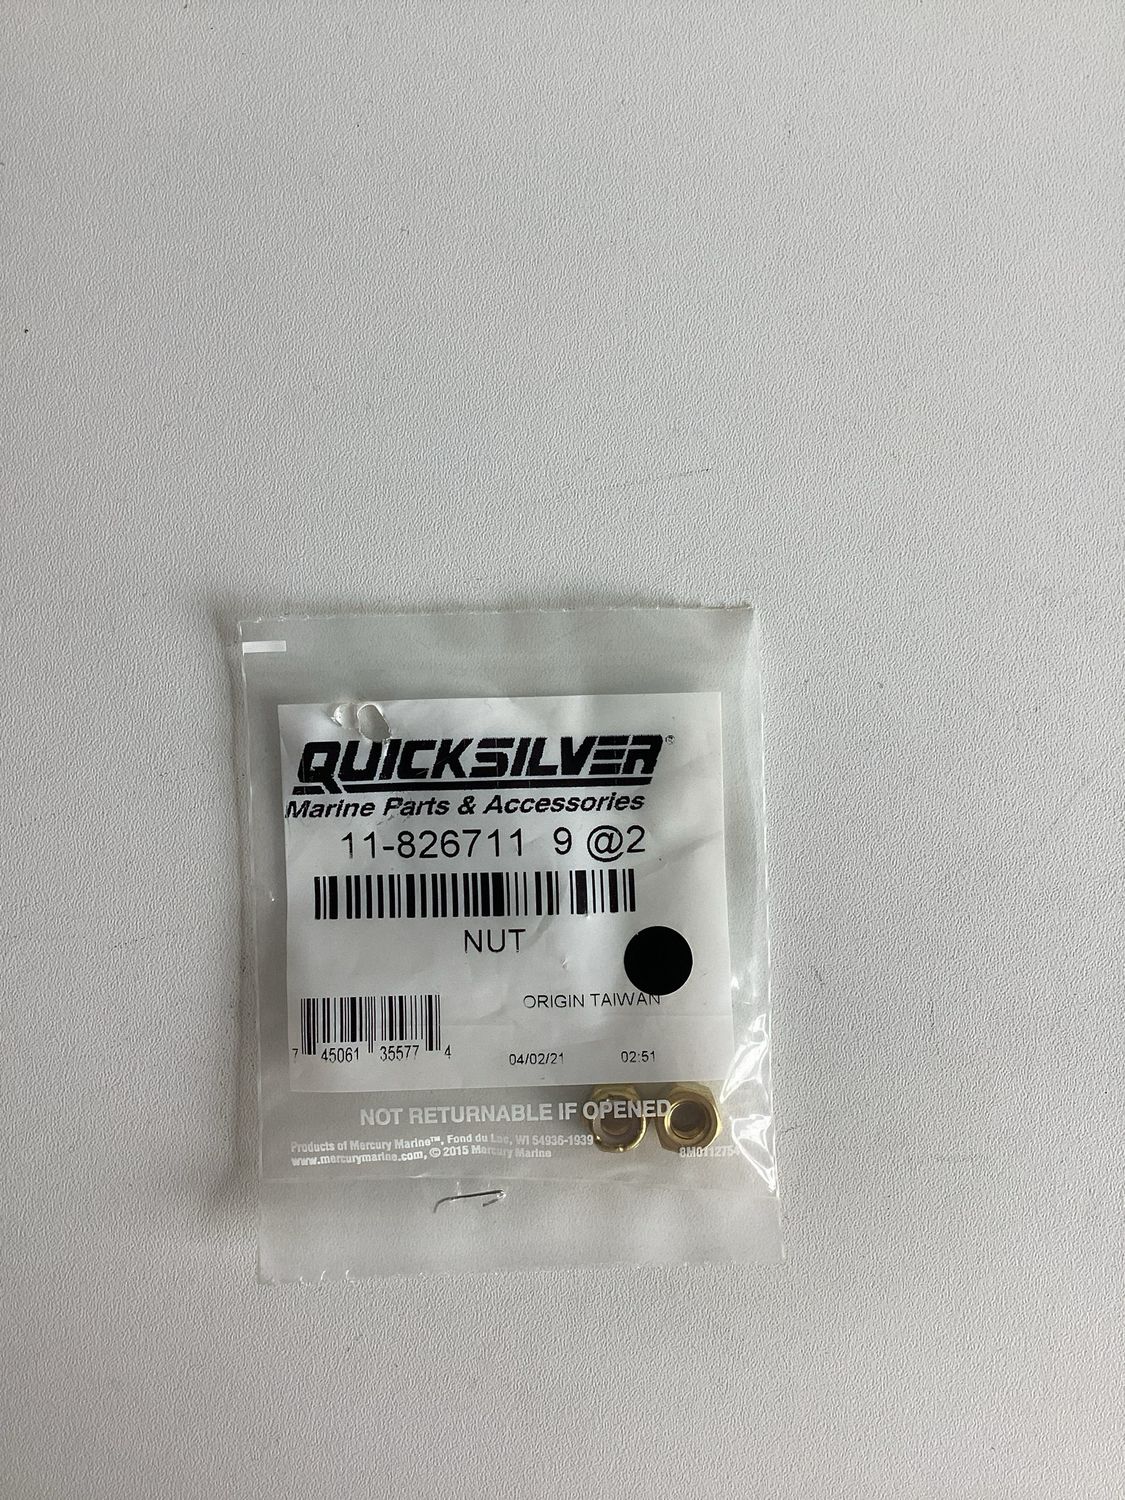 QUICKSILVER®
Marine Parts & Accessories
11-826711 9 @2
NUT
ORIGIN TAIWAN
7 45061 35577 4
04/02/21 02:51
NOT RETURNABLE IF OPENED
Products of Mercury Marine™, Fond du Lac, WI 54936-1939
www.mercurymarine.com, © 2015 Mercury Marine
8M0112754